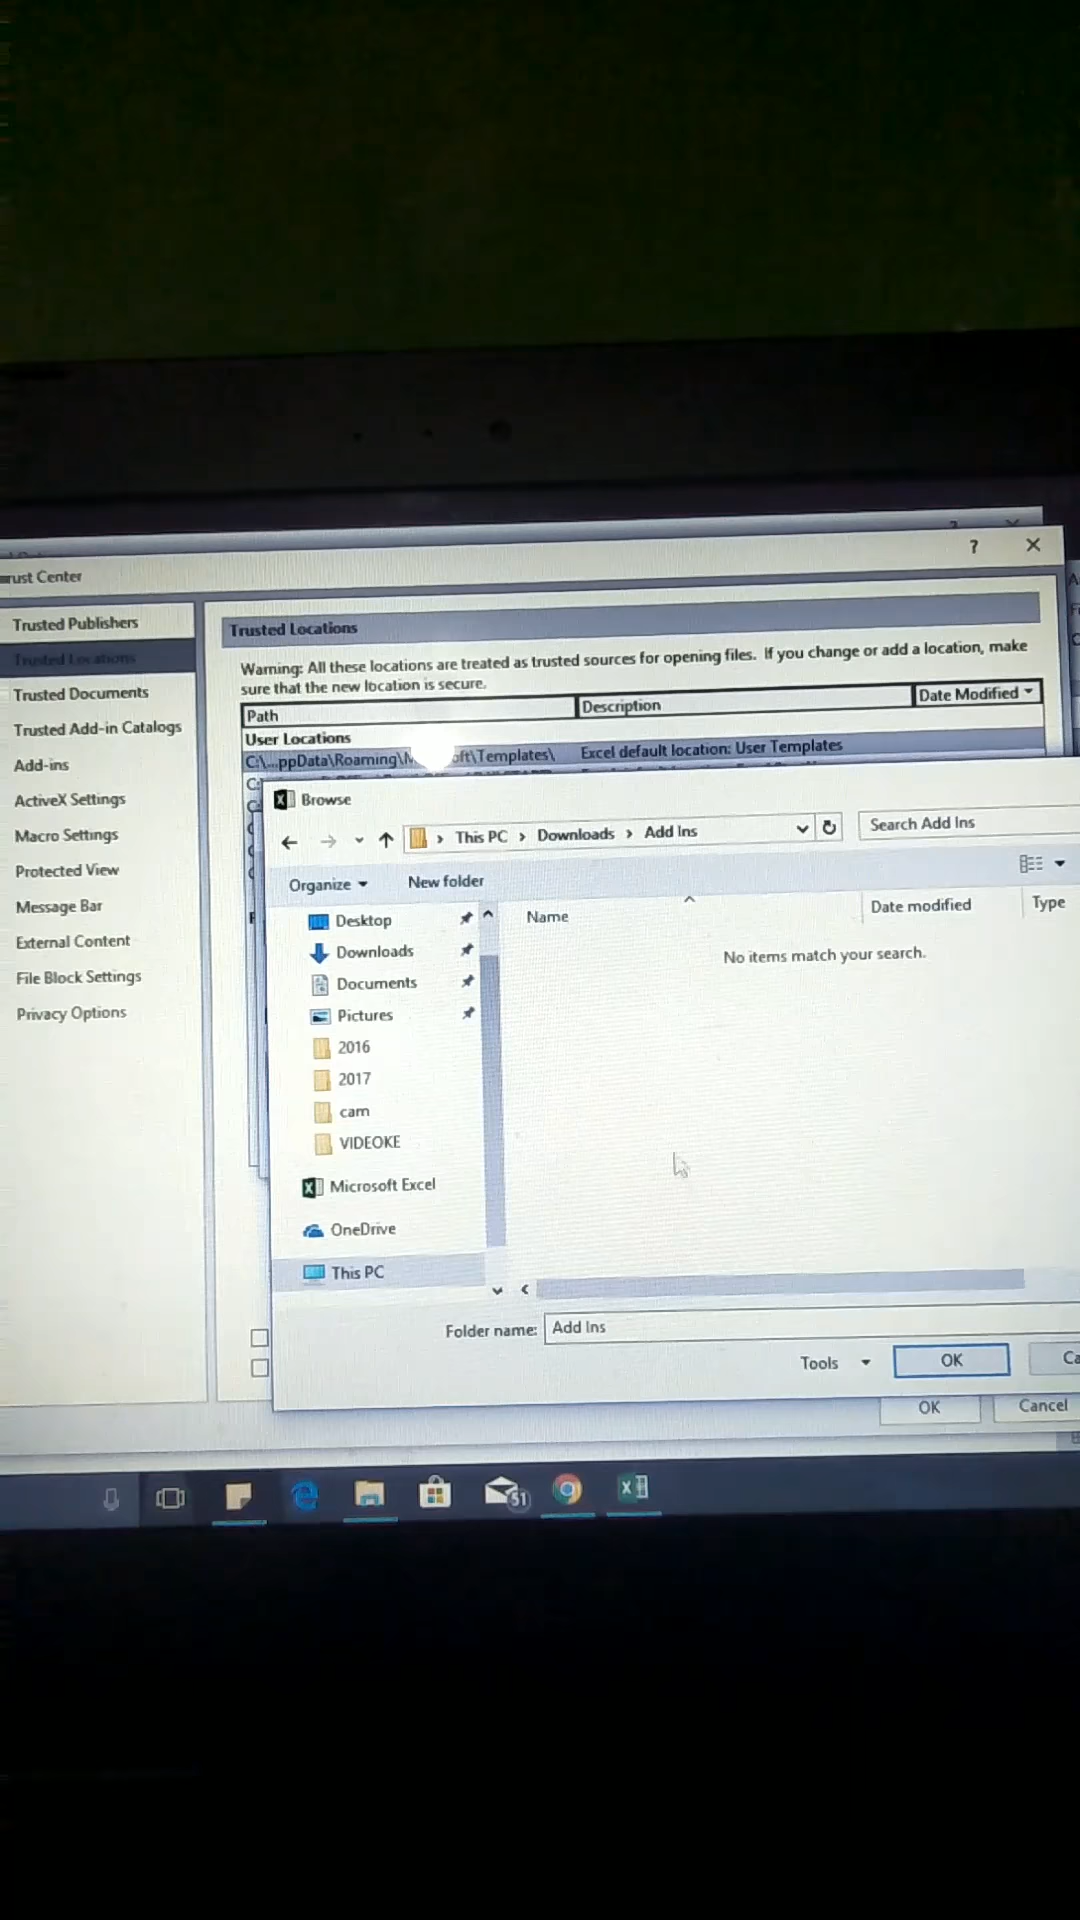 rust Center
? X
Trusted Publishers
Trusted Locations
Trusted Documents
Trusted Add-in Catalogs
Add-ins
ActiveX Settings
Macro Settings
Protected View
Message Bar
External Content
File Block Settings
Privacy Options
Trusted Locations
Warning: All these locations are treated as trusted sources for opening files. If you change or add a location, make
sure that the new location is secure.
Path Description Date Modified
User Locations
C:\...ppData\Roaming\M oft\Templates\ Excel default location: User Templates
Browse
This PC > Downloads > Add Ins
Search Add Ins
Organize New folder
Desktop
Downloads
Documents
Pictures
2016
2017
cam
VIDEOKE
Microsoft Excel
OneDrive
This PC
Name Date modified Type
No items match your search.
Folder name: Add Ins
Tools OK Ca
OK Cancel
51